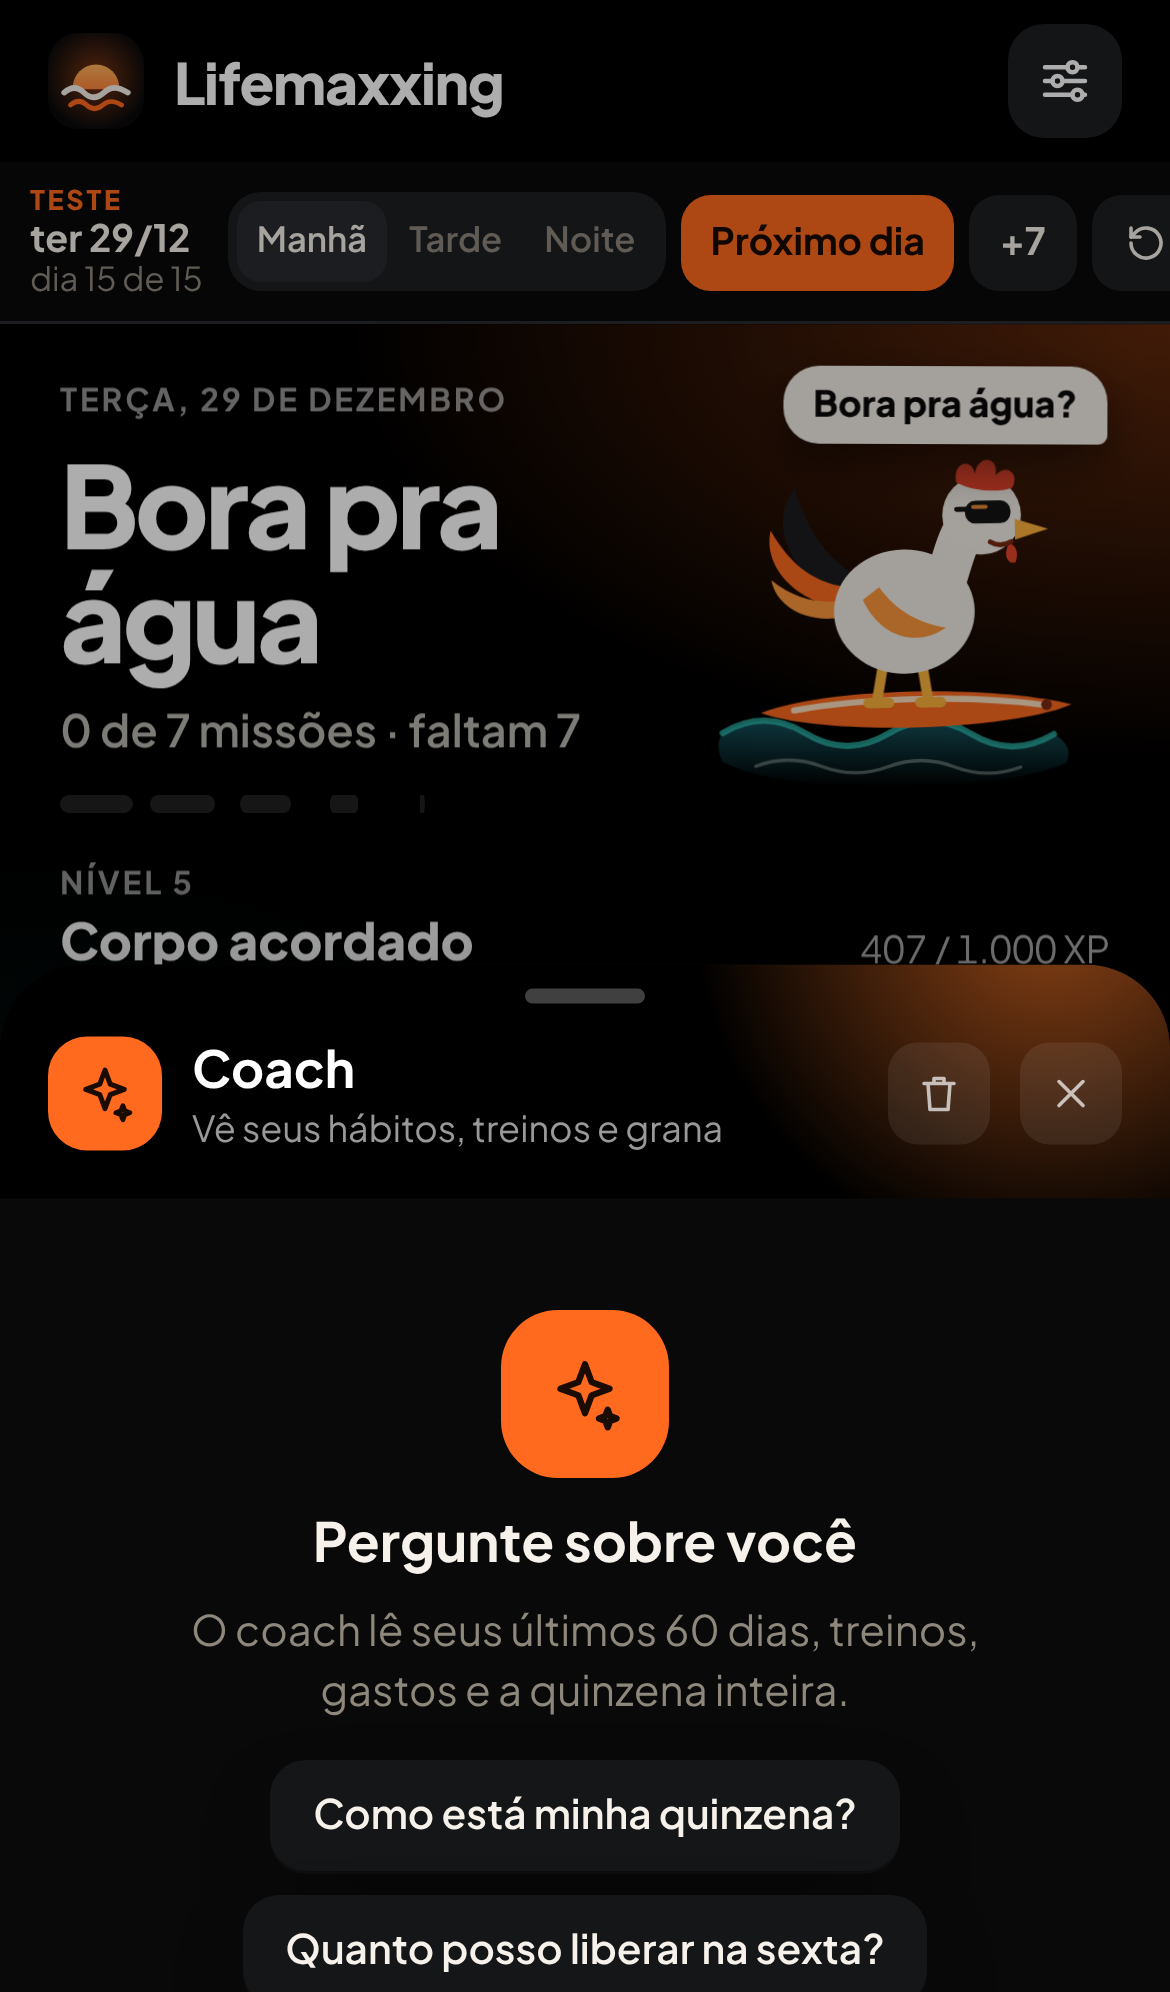 Lifemaxxing
TESTE
ter 29/12
dia 15 de 15
Manhã
Tarde
Noite
Próximo dia
+7
TERÇA, 29 DE DEZEMBRO
Bora pra água?
Bora pra
água
0 de 7 missões · faltam 7
NÍVEL 5
Corpo acordado
407 / 1.000 XP
Coach
Vê seus hábitos, treinos e grana
Pergunte sobre você
O coach lê seus últimos 60 dias, treinos,
gastos e a quinzena inteira.
Como está minha quinzena?
Quanto posso liberar na sexta?